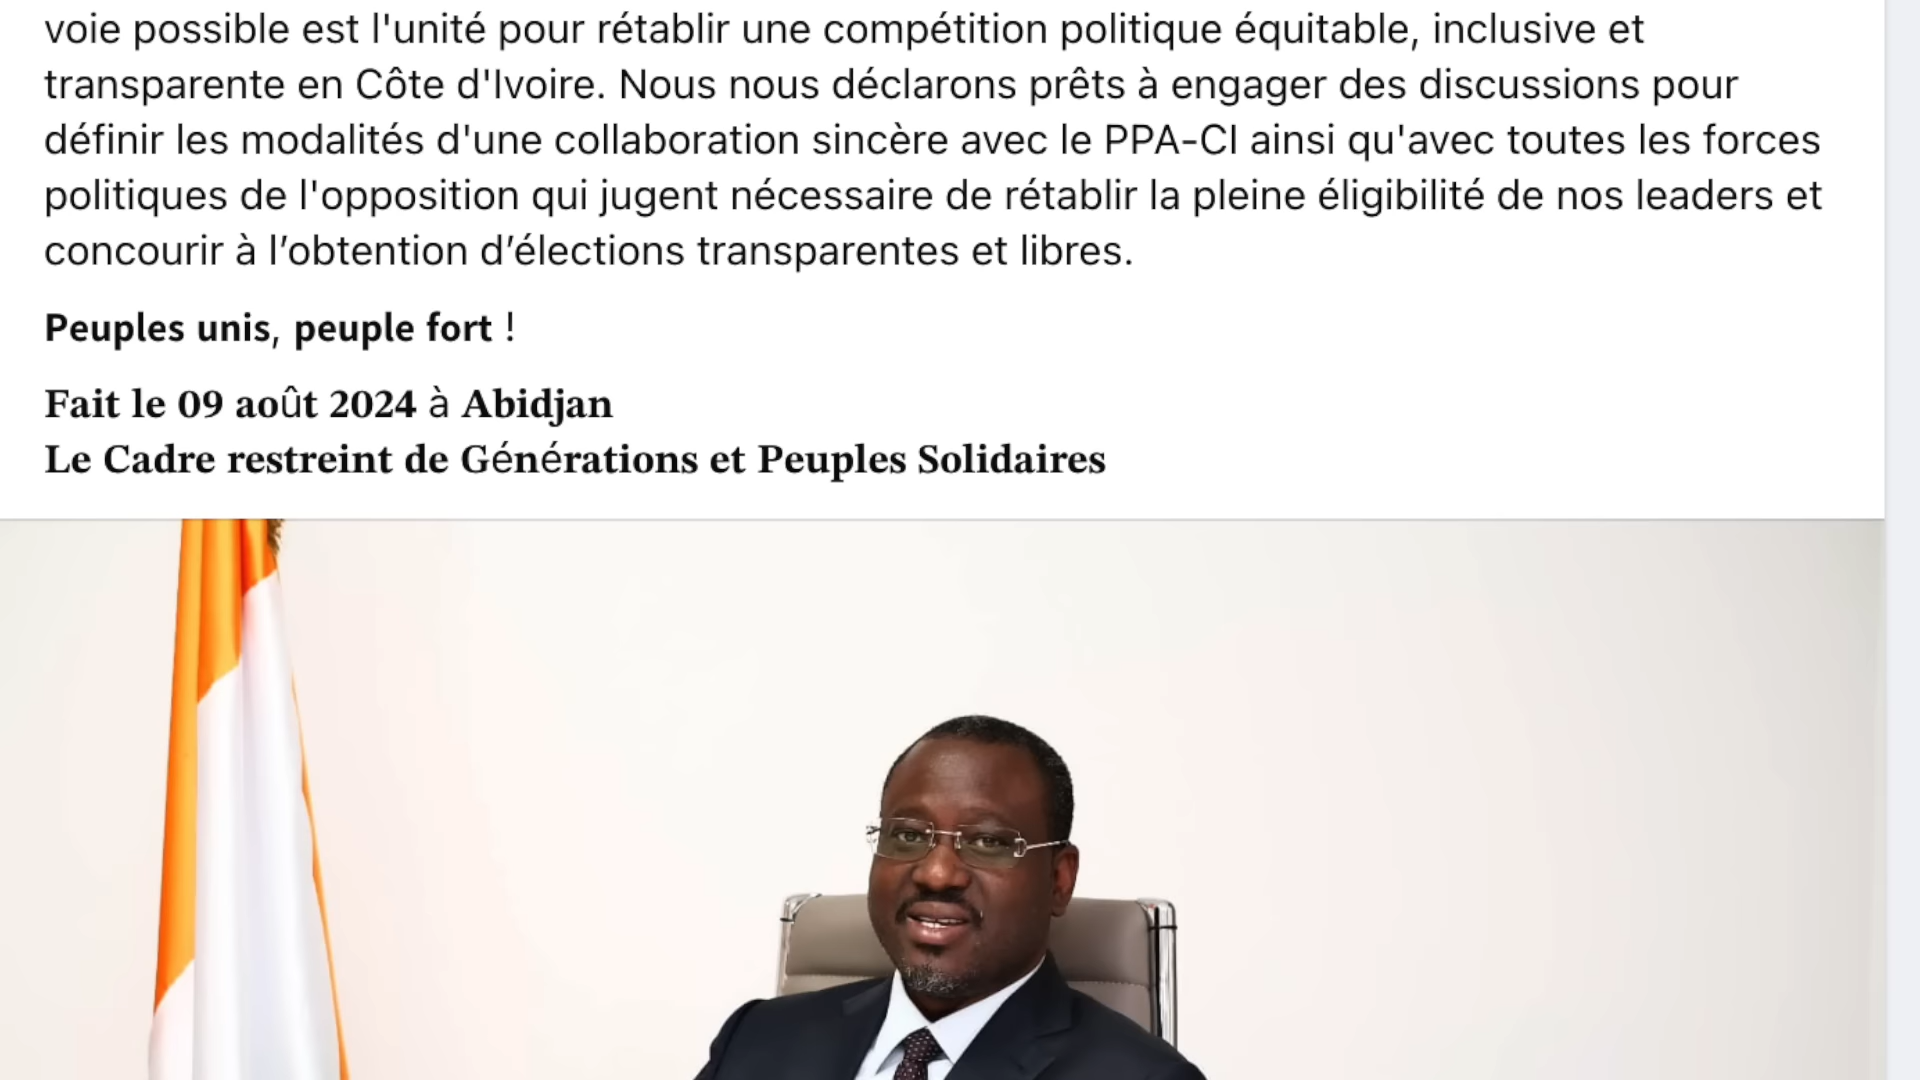 voie possible est l'unité pour rétablir une compétition politique équitable, inclusive et
transparente en Côte d'Ivoire. Nous nous déclarons prêts à engager des discussions pour
définir les modalités d'une collaboration sincère avec le PPA-CI ainsi qu'avec toutes les forces
politiques de l'opposition qui jugent nécessaire de rétablir la pleine éligibilité de nos leaders et
concourir à l’obtention d’élections transparentes et libres.
Peuples unis, peuple fort !
Fait le 09 août 2024 à Abidjan
Le Cadre restreint de Générations et Peuples Solidaires